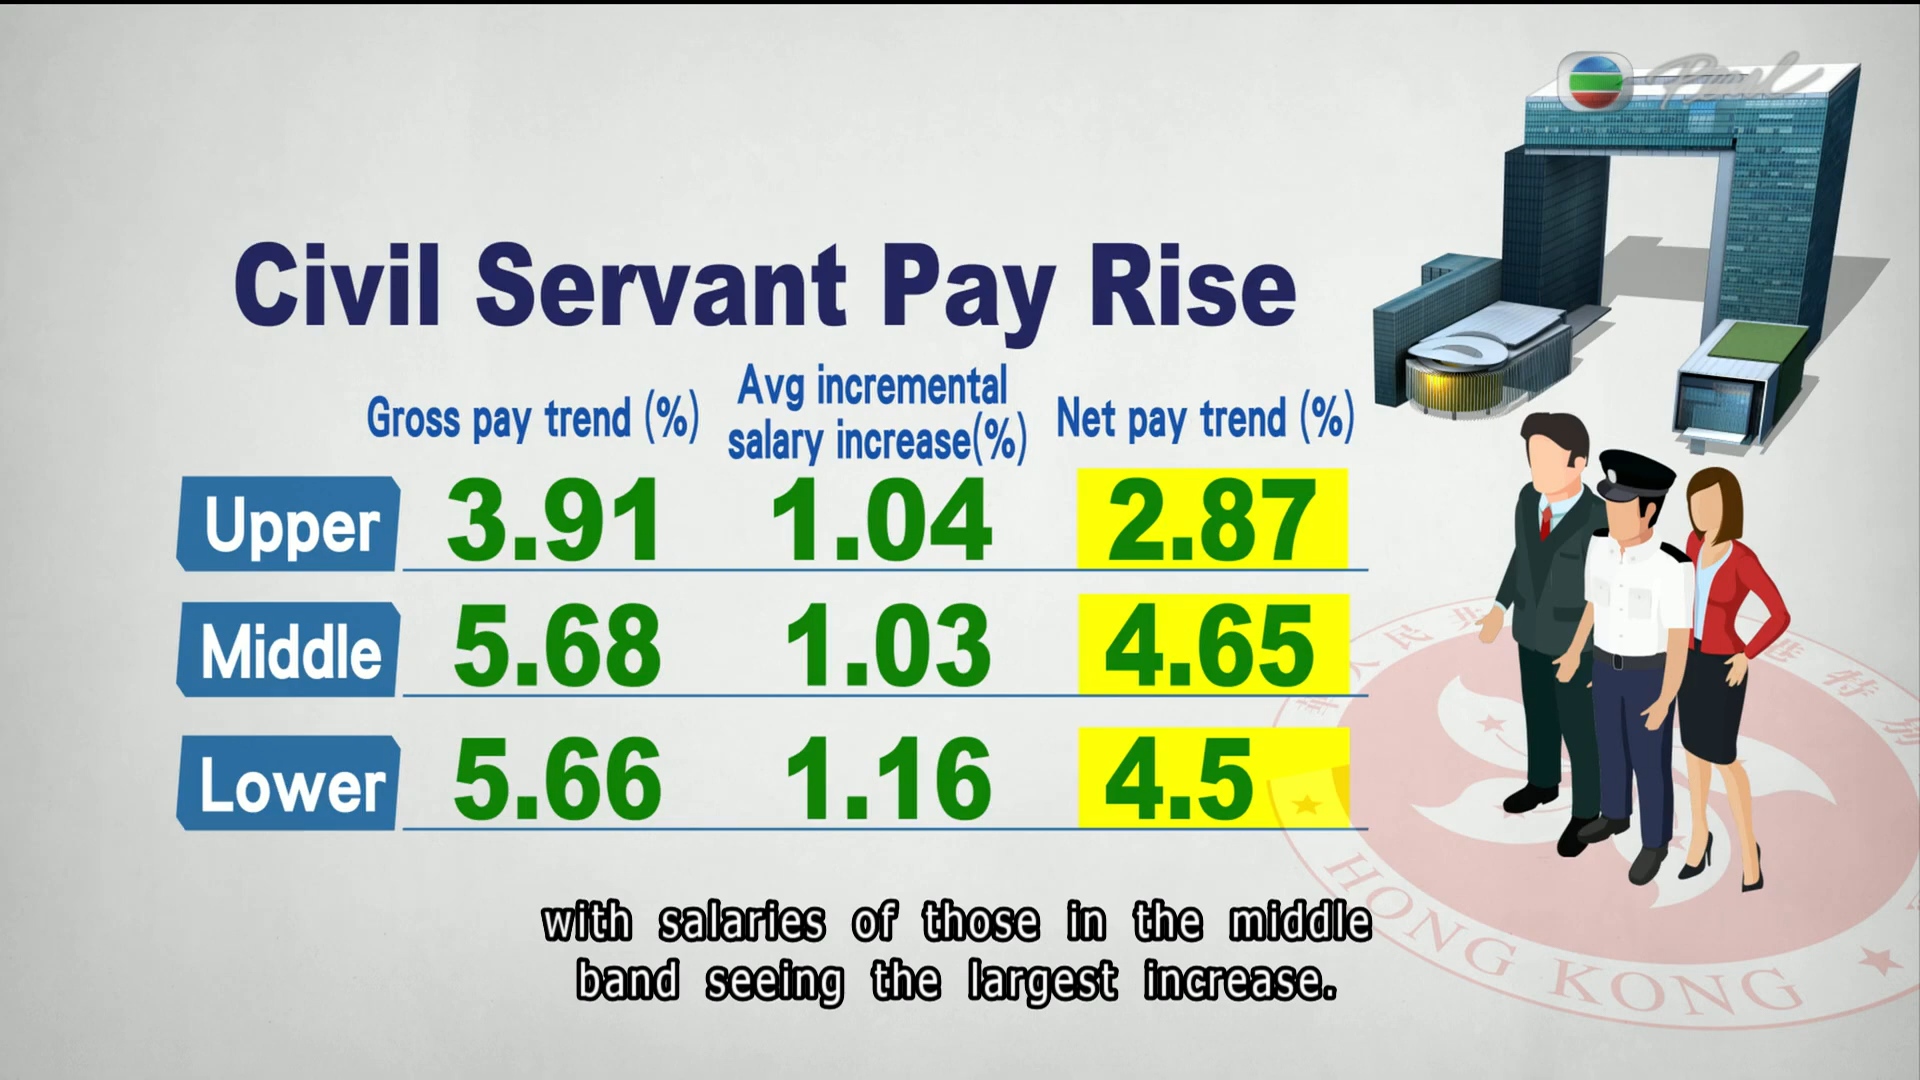 Pearl
Civil Servant Pay Rise
Gross pay trend (%)
Avg incremental
salary increase(%)
Net pay trend (%)
Upper 3.91 1.04 2.87
Middle 5.68 1.03 4.65
Lower 5.66 1.16 4.5
HONG KONG
with salaries of those in the middle
band seeing the largest increase.